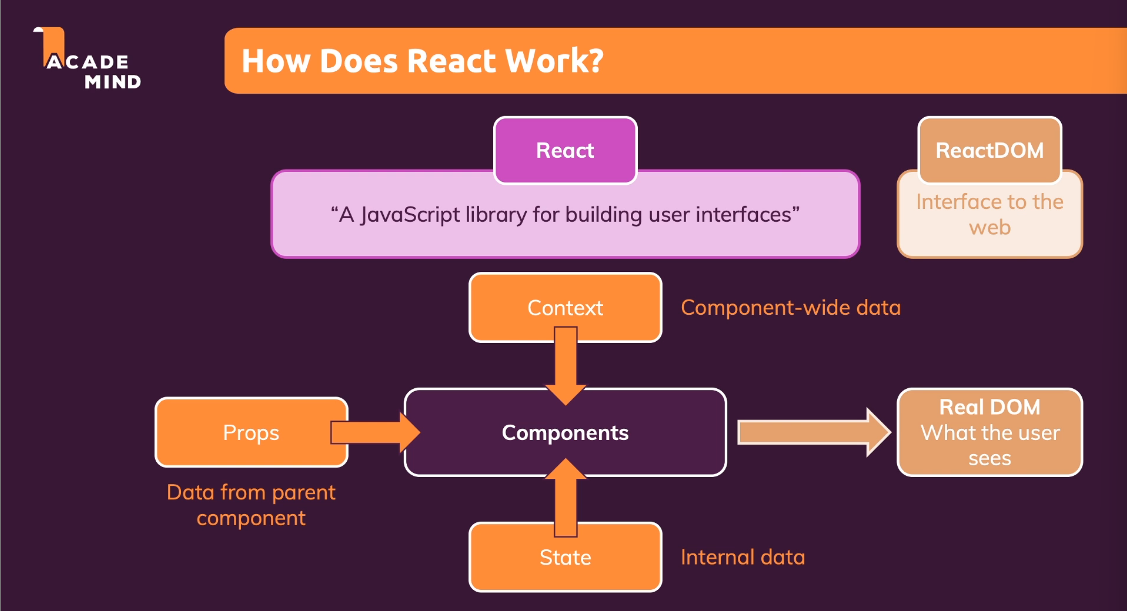 ACADE
MIND
How Does React Work?
React
ReactDOM
“A JavaScript library for building user interfaces”
Interface to the
web
Context
Component-wide data
Props
Components
Real DOM
What the user
sees
Data from parent
component
State
Internal data